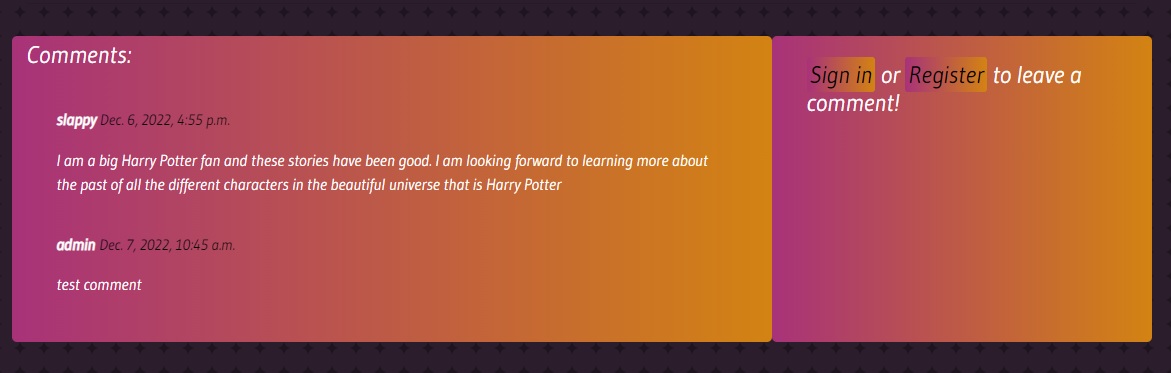 Comments:
slappy Dec. 6, 2022, 4:55 p.m.
I am a big Harry Potter fan and these stories have been good. I am looking forward to learning more about
the past of all the different characters in the beautiful universe that is Harry Potter
admin Dec. 7, 2022, 10:45 a.m.
test comment
Sign in or Register to leave a
comment!